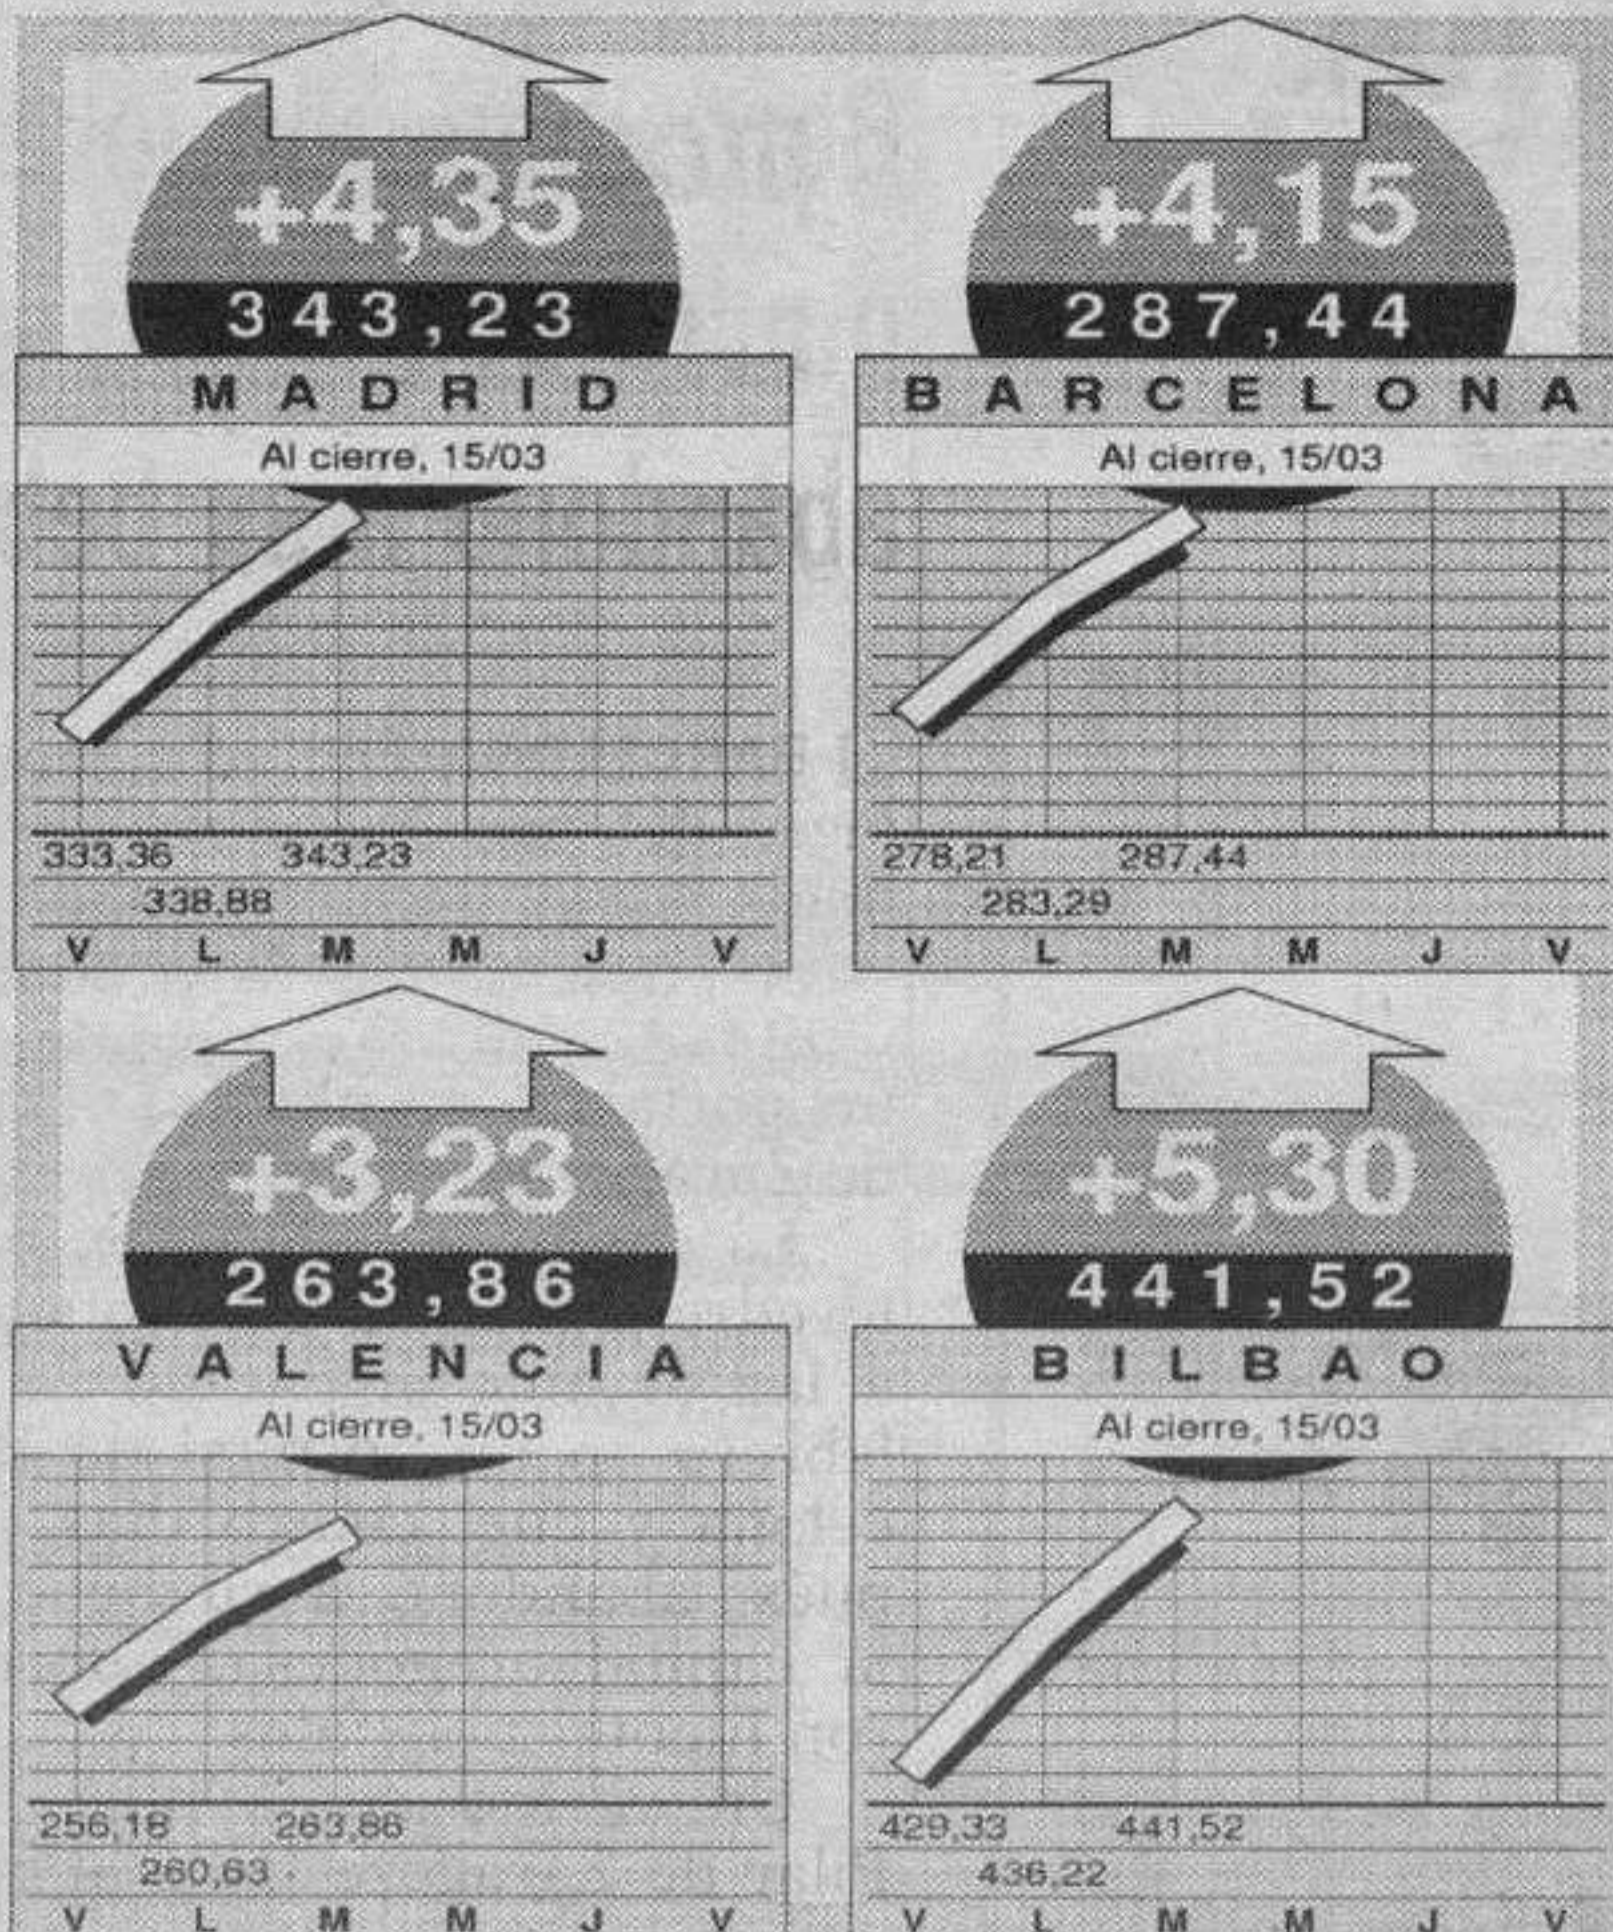 +4,35
343,23
MADRID
Al cierre, 15/03
333,36 343,23
338,88
V L M M J V
+4,15
287,44
BARCELONA
Al cierre, 15/03
278,21 287,44
283,29
V L M M J V
+3,23
263,86
VALENCIA
Al cierre, 15/03
256,18 263,86
260,63
V L M M J V
+5,30
441,52
BILBAO
Al cierre, 15/03
429,33 441,52
436,22
V L M M J V